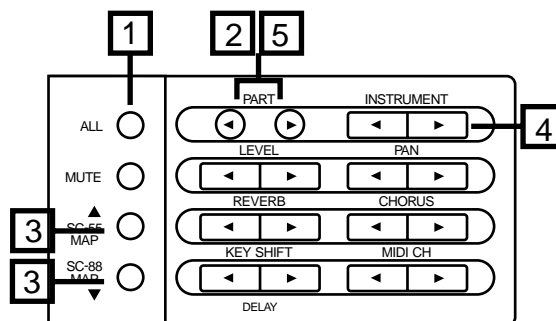 1 2 5
PART INSTRUMENT
ALL
4
LEVEL PAN
MUTE
REVERB CHORUS
3 SC-55
MAP
KEY SHIFT MIDI CH
3 SC-88
MAP
DELAY